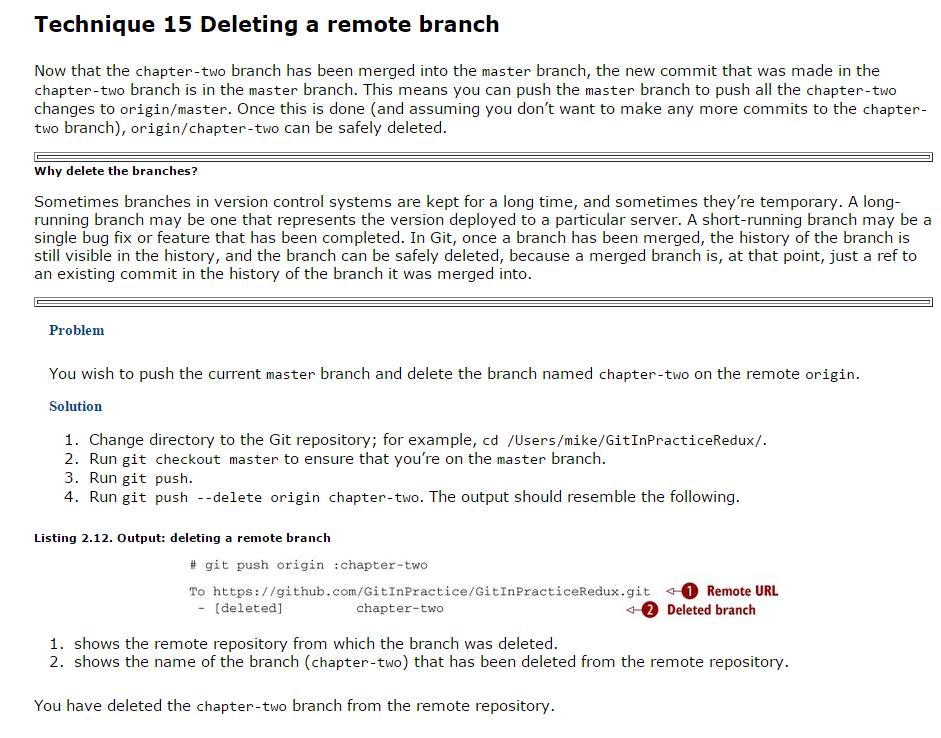 Technique 15 Deleting a remote branch
Now that the chapter-two branch has been merged into the master branch, the new commit that was made in the
chapter-two branch is in the master branch. This means you can push the master branch to push all the chapter-two
changes to origin/master. Once this is done (and assuming you don't want to make any more commits to the chapter-
two branch), origin/chapter-two can be safely deleted.
Why delete the branches?
Sometimes branches in version control systems are kept for a long time, and sometimes they're temporary. A long-
running branch may be one that represents the version deployed to a particular server. A short-running branch may be a
single bug fix or feature that has been completed. In Git, once a branch has been merged, the history of the branch is
still visible in the history, and the branch can be safely deleted, because a merged branch is, at that point, just a ref to
an existing commit in the history of the branch it was merged into.
Problem
You wish to push the current master branch and delete the branch named chapter-two on the remote origin.
Solution
1. Change directory to the Git repository; for example, cd /Users/mike/GitInPracticeRedux/.
2. Run git checkout master to ensure that you're on the master branch.
3. Run git push.
4. Run git push --delete origin chapter-two. The output should resemble the following.
Listing 2.12. Output: deleting a remote branch
# git push origin :chapter-two
To https://github.com/GitInPractice/GitInPracticeRedux.git 1 Remote URL
- [deleted] chapter-two 2 Deleted branch
1. shows the remote repository from which the branch was deleted.
2. shows the name of the branch (chapter-two) that has been deleted from the remote repository.
You have deleted the chapter-two branch from the remote repository.